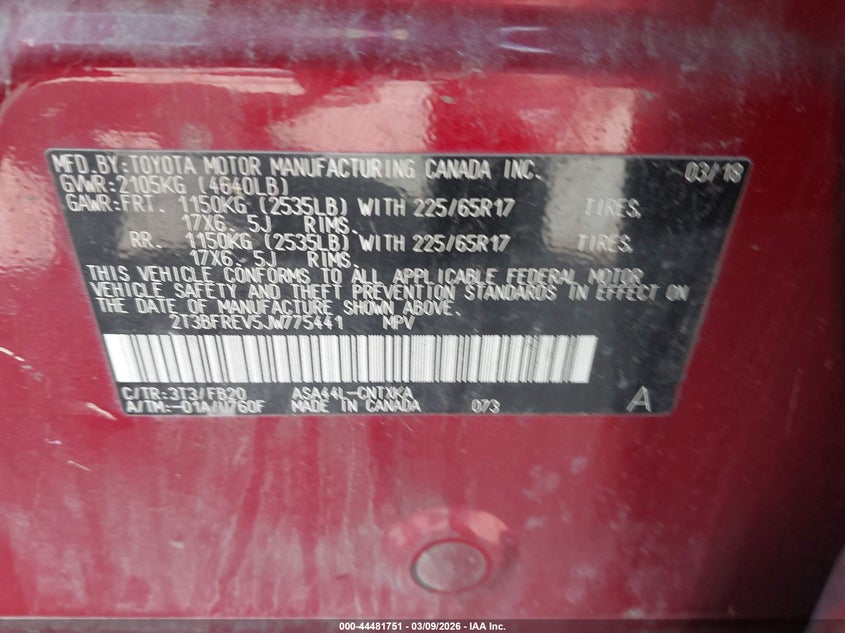 MFD.BY:TOYOTA MOTOR MANUFACTURING CANADA INC. 03/18
GVWR:2105KG (4640LB)
GAWR:FRT. 1150KG (2535LB) WITH 225/65R17 TIRES.
17X6.5J RIMS.
RR. 1150KG (2535LB) WITH 225/65R17 TIRES.
17X6.5J RIMS.
THIS VEHICLE CONFORMS TO ALL APPLICABLE FEDERAL MOTOR
VEHICLE SAFETY AND THEFT PREVENTION STANDARDS IN EFFECT ON
THE DATE OF MANUFACTURE SHOWN ABOVE.
2T3BFREV5JW775441 MPV
C/TR:3T3/FB20 ASA44L-CNTXKA
A/TM:-01A/U760F MADE IN CANADA 073 A
000-44481751 | 03/09/2026 | IAA Inc.